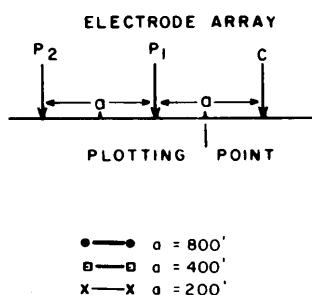 ELECTRODE ARRAY
P2 P1 C
a a
PLOTTING POINT
a = 800'
a = 400'
x x a = 200'